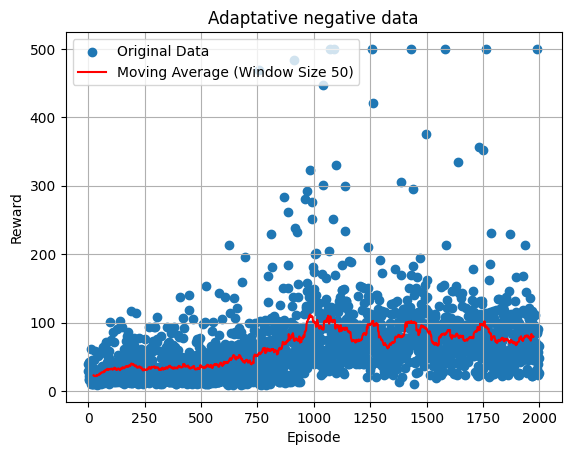 Adaptative negative data
Original Data
Moving Average (Window Size 50)
500
400
300
200
100
0
Reward
0 250 500 750 1000 1250 1500 1750 2000
Episode